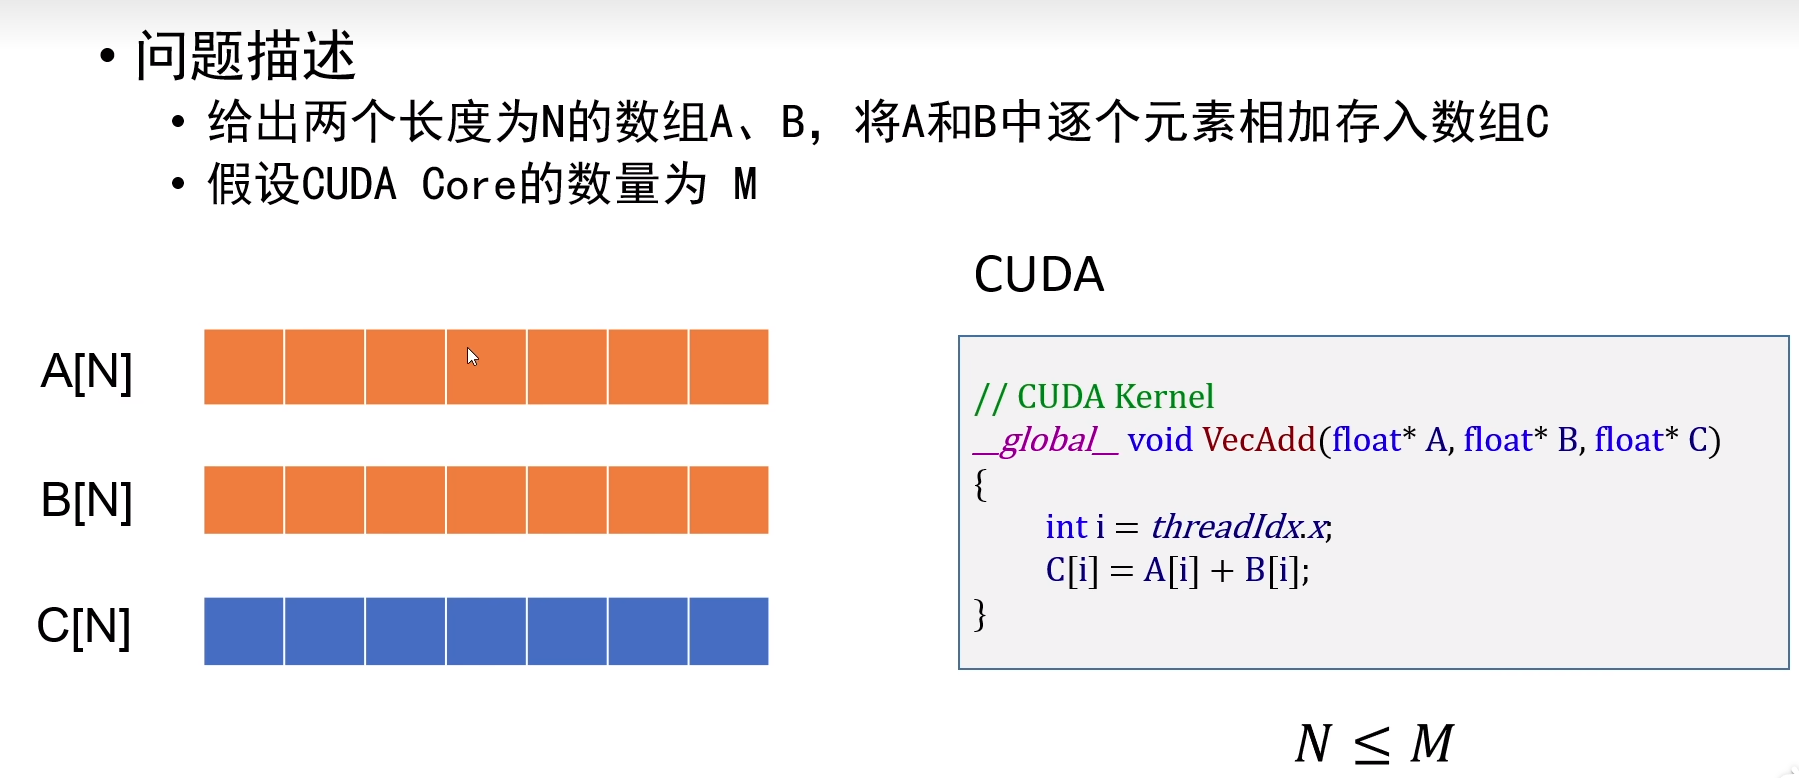 • 问题描述
• 给出两个长度为N的数组A、B，将A和B中逐个元素相加存入数组C
• 假设CUDA Core的数量为 M
CUDA
A[N]
B[N]
C[N]
// CUDA Kernel
__global__ void VecAdd(float* A, float* B, float* C)
{
int i = threadIdx.x;
C[i] = A[i] + B[i];
}
N ≤ M